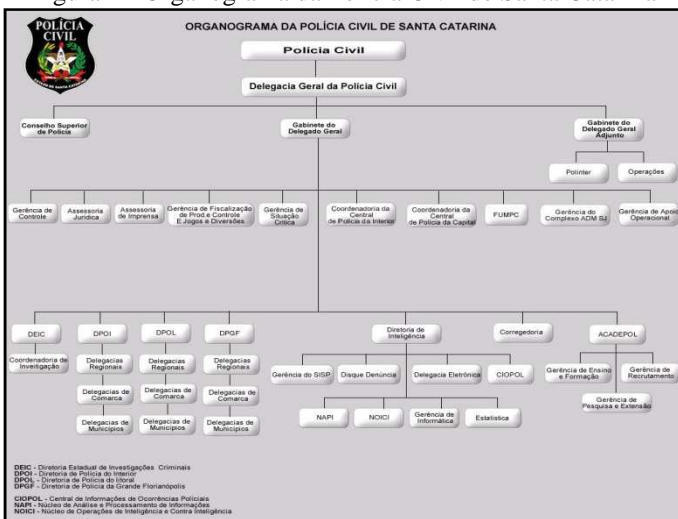 POLÍCIA
CIVIL
ORGANOGRAMA DA POLÍCIA CIVIL DE SANTA CATARINA
Polícia Civil
Delegacia Geral da Polícia Civil
Conselho Superior
de Polícia
Gabinete do
Delegado Geral
Gabinete do
Delegado Geral
Adjunto
Polinter
Operações
Gerência de
Controle
Assessoria
Jurídica
Assessoria
de Imprensa
Gerência de Fiscalização
de Prod.e Controle
E Jogos e Diversões
Gerência de
Situação
Crítica
Coordenadoria da
Central
de Polícia da Interior
Coordenadoria da
Central
de Polícia da Capital
FUMPC
Gerência do
Complexo ADM SJ
Gerência de Apoio
Operacional
DEIC
DPOI
DPOL
DPGF
Diretoria de
Inteligência
Corregedoria
ACADEPOL
Coordenadoria de
Investigação
Delegacias
Regionais
Delegacias
Regionais
Delegacias
Regionais
Gerência do SISP
Disque Denúncia
Delegacia Eletrônica
CIOPOL
Gerência de Ensino
e Formação
Gerência de
Recrutamento
Delegacias de
Comarca
Delegacias de
Comarca
Delegacias de
Comarca
Gerência de
Pesquisa e Extensão
Delegacias de
Municípios
Delegacias de
Municípios
Delegacias de
Municípios
NAPI
NOICI
Gerência de
Informática
Estatística
DEIC - Diretoria Estadual de Investigações Criminais
DPOI - Diretoria de Polícia do Interior
DPOL - Diretoria de Polícia do litoral
DPGF - Diretoria de Polícia da Grande Florianópolis
CIOPOL - Central de Informações de Ocorrências Policiais
NAPI - Núcleo de Análise e Processamento de Informações
NOICI - Núcleo de Operações de Inteligência e Contra Inteligência